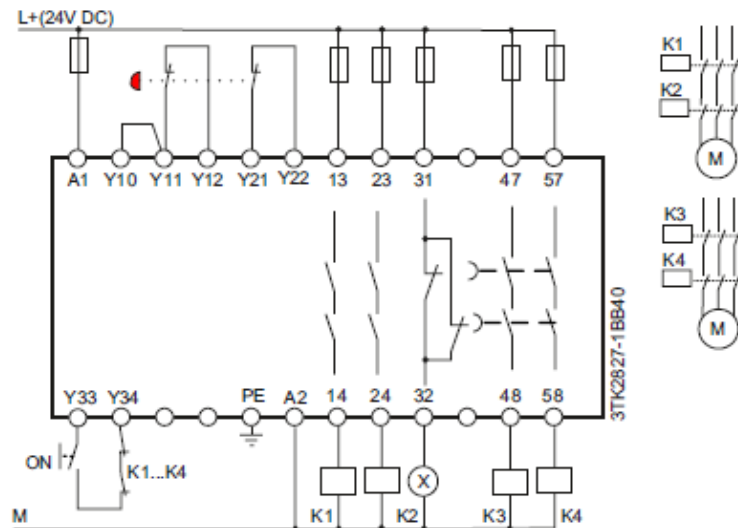 L+(24V DC)
K1
K2
M
A1 Y10 Y11 Y12 Y21 Y22 13 23 31 47 57
K3
K4
M
3TK2827-1BB40
Y33 Y34 PE A2 14 24 32 48 58
ON
K1...K4
X
M K1 K2 K3 K4